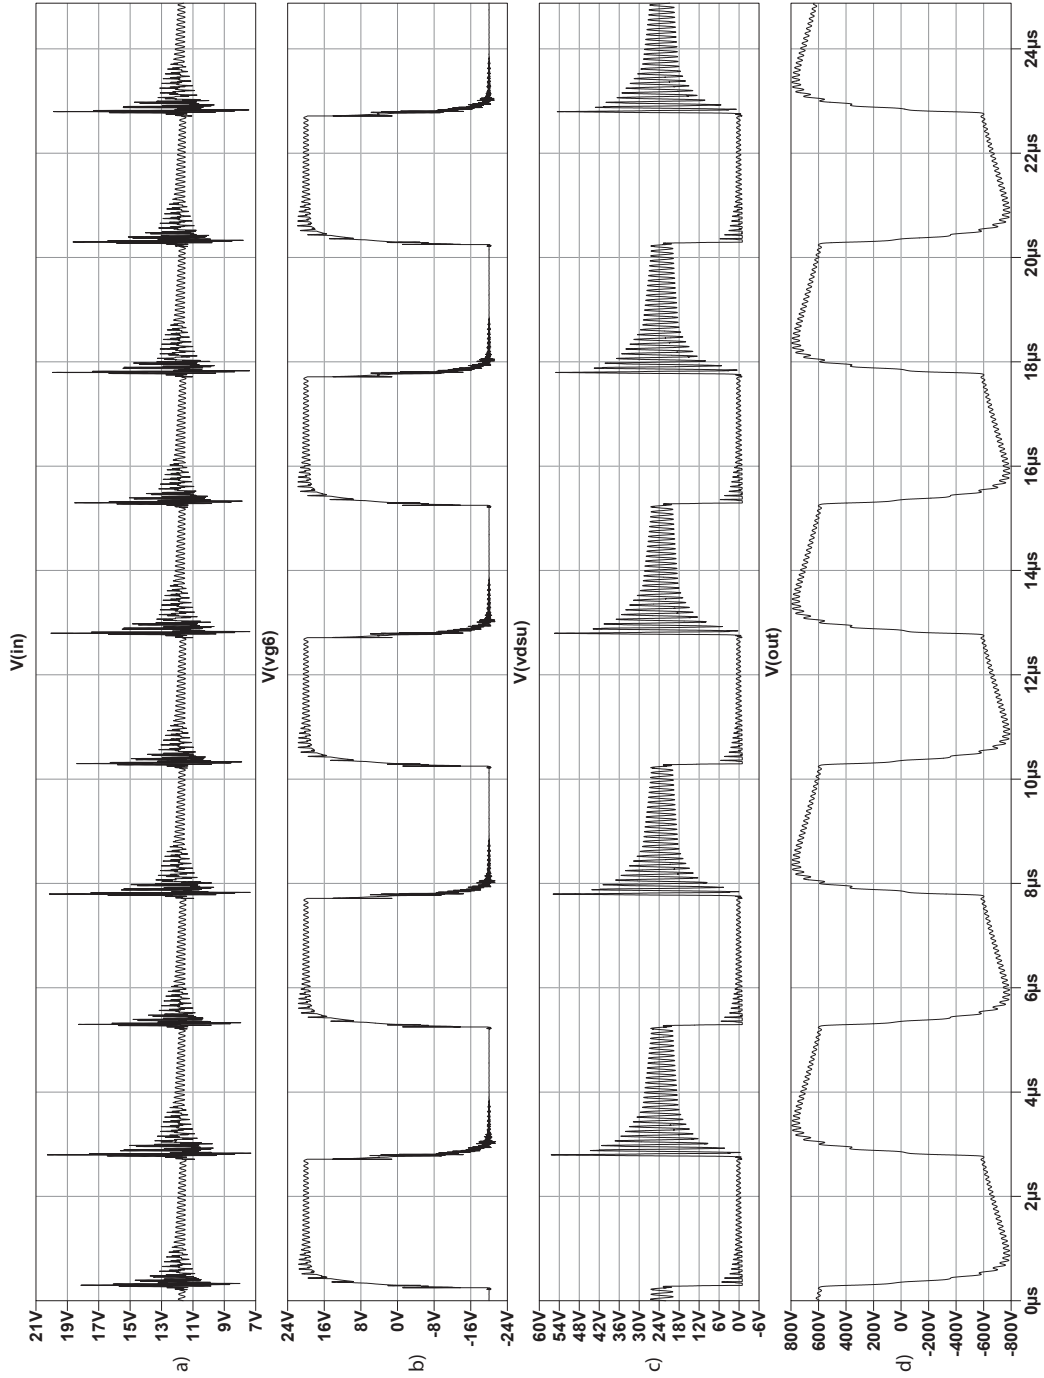 V(in)
21V
19V
17V
15V
13V
11V
9V
7V
a)
V(vg6)
24V
16V
8V
0V
-8V
-16V
-24V
b)
V(vdsu)
60V
54V
48V
42V
36V
30V
24V
18V
12V
6V
0V
-6V
c)
V(out)
800V
600V
400V
200V
0V
-200V
-400V
-600V
-800V
d)
0µs 2µs 4µs 6µs 8µs 10µs 12µs 14µs 16µs 18µs 20µs 22µs 24µs